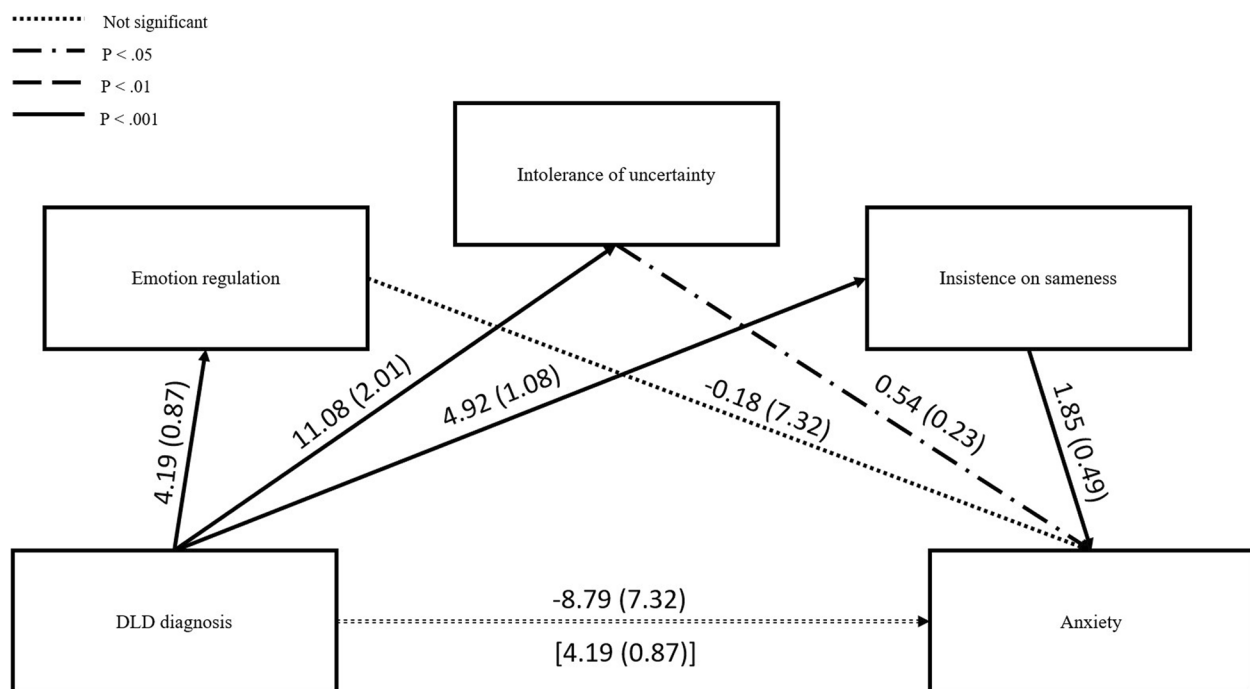 Not significant
P < .05
P < .01
P < .001
Intolerance of uncertainty
Emotion regulation
Insistence on sameness
4.19 (0.87)
11.08 (2.01)
4.92 (1.08)
-0.18 (7.32)
0.54 (0.23)
1.85 (0.49)
DLD diagnosis
-8.79 (7.32)
[4.19 (0.87)]
Anxiety